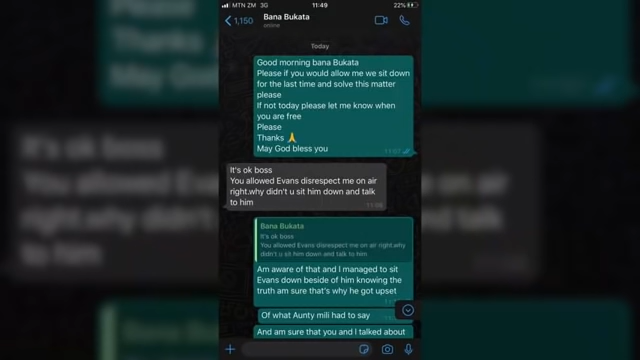 MTN ZM 3G
11:49
22%
1,150
Bana Bukata
online
Today
Good morning bana Bukata
Please if you would allow me we sit down
for the last time and solve this matter
please
If not today please let me know when
you are free
Please
Thanks 🙏
May God bless you
11:07
It's ok boss
You allowed Evans disrespect me on air
right.why didn't u sit him down and talk
to him
11:08
Bana Bukata
It's ok boss
You allowed Evans disrespect me on air right.why
didn't u sit him down and talk to him
Am aware of that and I managed to sit
Evans down beside of him knowing the
truth am sure that's why he got upset
Of what Aunty mili had to say
And am sure that you and I talked about